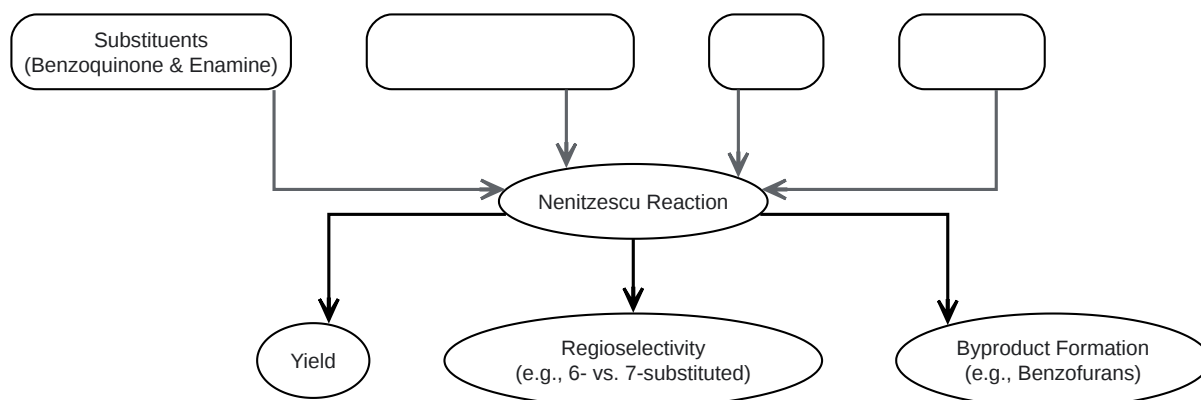 Substituents
(Benzoquinone & Enamine)
Nenitzescu Reaction
Yield
Regioselectivity
(e.g., 6- vs. 7-substituted)
Byproduct Formation
(e.g., Benzofurans)